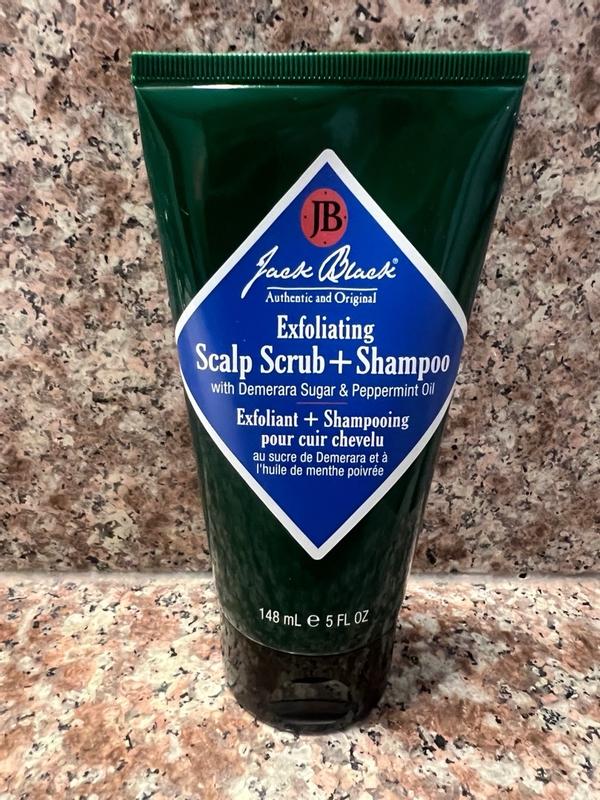 JB
Jack Black®
Authentic and Original
Exfoliating
Scalp Scrub + Shampoo
with Demerara Sugar & Peppermint Oil
Exfoliant + Shampooing
pour cuir chevelu
au sucre de Demerara et à
l'huile de menthe poivrée
148 mL ℮ 5 FL OZ